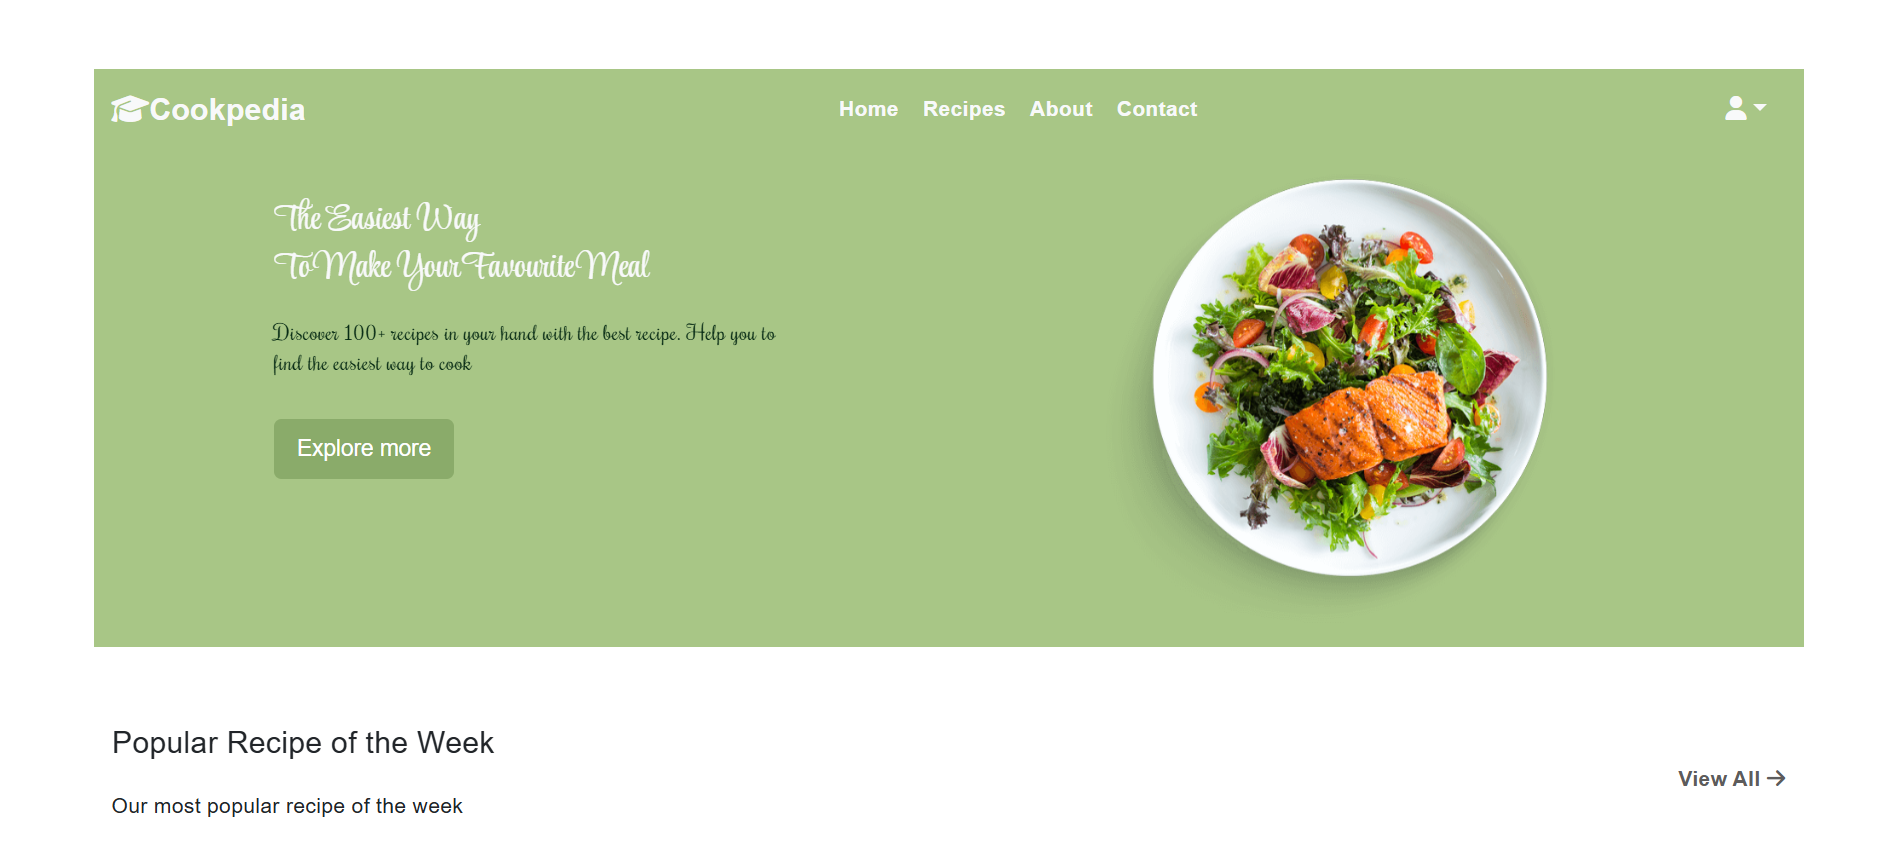 Cookpedia
Home Recipes About Contact
The Easiest Way
To Make Your Favourite Meal
Discover 100+ recipes in your hand with the best recipe. Help you to
find the easiest way to cook
Explore more
Popular Recipe of the Week
View All
Our most popular recipe of the week